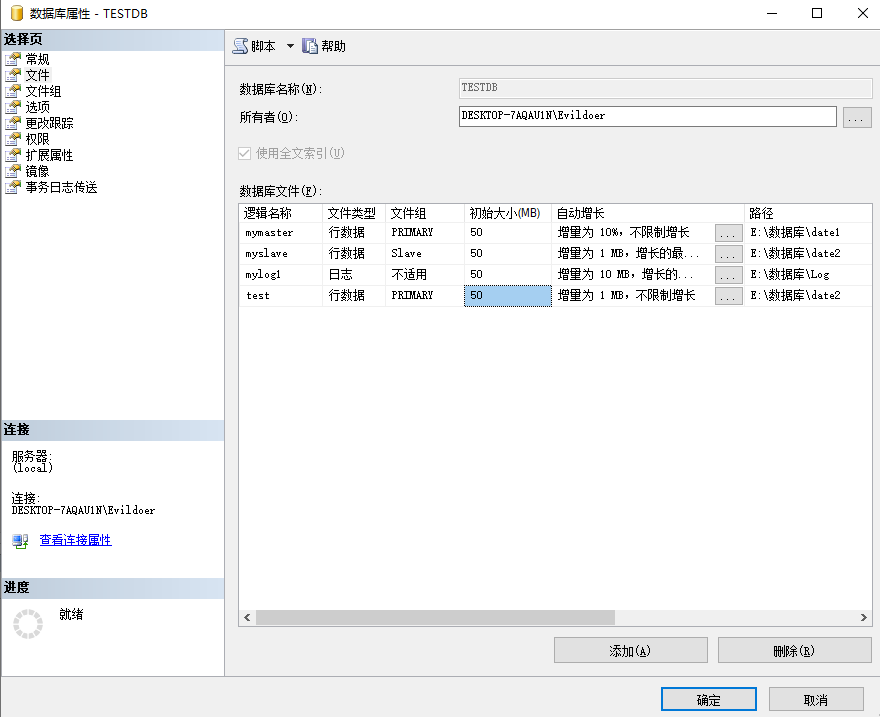 数据库属性 - TESTDB
选择页
常规
文件
文件组
选项
更改跟踪
权限
扩展属性
镜像
事务日志传送
连接
服务器:
(local)
连接:
DESKTOP-7AQAU1N\Evildoer
查看连接属性
进度
就绪
脚本 帮助
数据库名称(N): TESTDB
所有者(O): DESKTOP-7AQAU1N\Evildoer ...
使用全文索引(U)
数据库文件(F):
逻辑名称 文件类型 文件组 初始大小(MB) 自动增长 路径
mymaster 行数据 PRIMARY 50 增量为 10%，不限制增长 ... E:\数据库\date1
myslave 行数据 Slave 50 增量为 1 MB，增长的最... ... E:\数据库\date2
mylog1 日志 不适用 50 增量为 10 MB，增长的... ... E:\数据库\Log
test 行数据 PRIMARY 50 增量为 1 MB，不限制增长 ... E:\数据库\date2
添加(A) 删除(R)
确定 取消